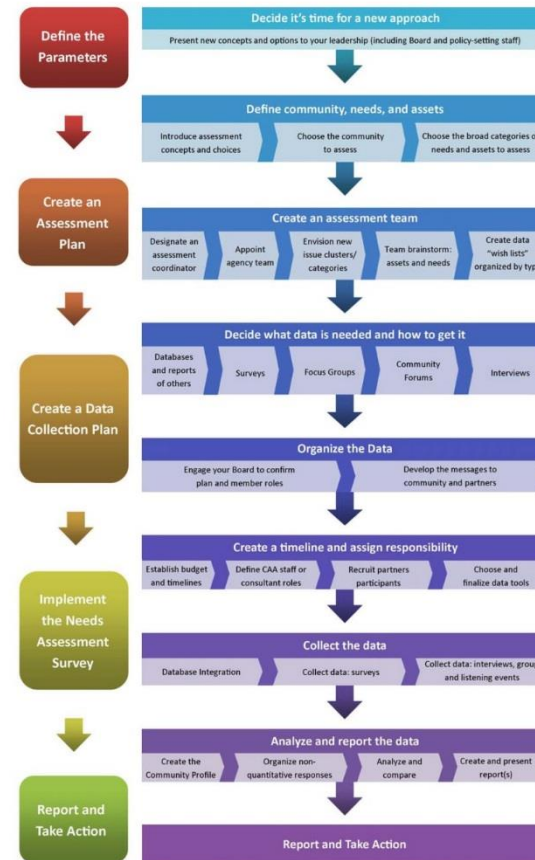 Define the
Parameters
Decide it's time for a new approach
Present new concepts and options to your leadership (including Board and policy-setting staff)
Define community, needs, and assets
Introduce assessment
concepts and choices
Choose the community
to assess
Choose the broad categories
needs and assets to assess
Create an
Assessment
Plan
Create an assessment team
Designate an
assessment
coordinator
Appoint
agency team
Envision new
issue clusters/
categories
Team brainstorm:
assets and needs
Create data
"wish lists"
organized by
Create a Data
Collection Plan
Decide what data is needed and how to get it
Databases
and reports
of others
Surveys
Focus Groups
Community
Forums
Interviews
Organize the Data
Engage your Board to confirm
plan and member roles
Develop the messages to
community and partners
Implement
the Needs
Assessment
Survey
Create a timeline and assign responsibility
Establish budget
and timelines
Define CAA staff or
consultant roles
Recruit partners
participants
Choose and
finalize data tools
Collect the data
Database Integration
Collect data: surveys
Collect data: interviews,
and listening events
Analyze and report the data
Create the
Community Profile
Organize non-
quantitative responses
Analyze and
compare
Create and present
report(s)
Report and
Take Action
Report and Take Action